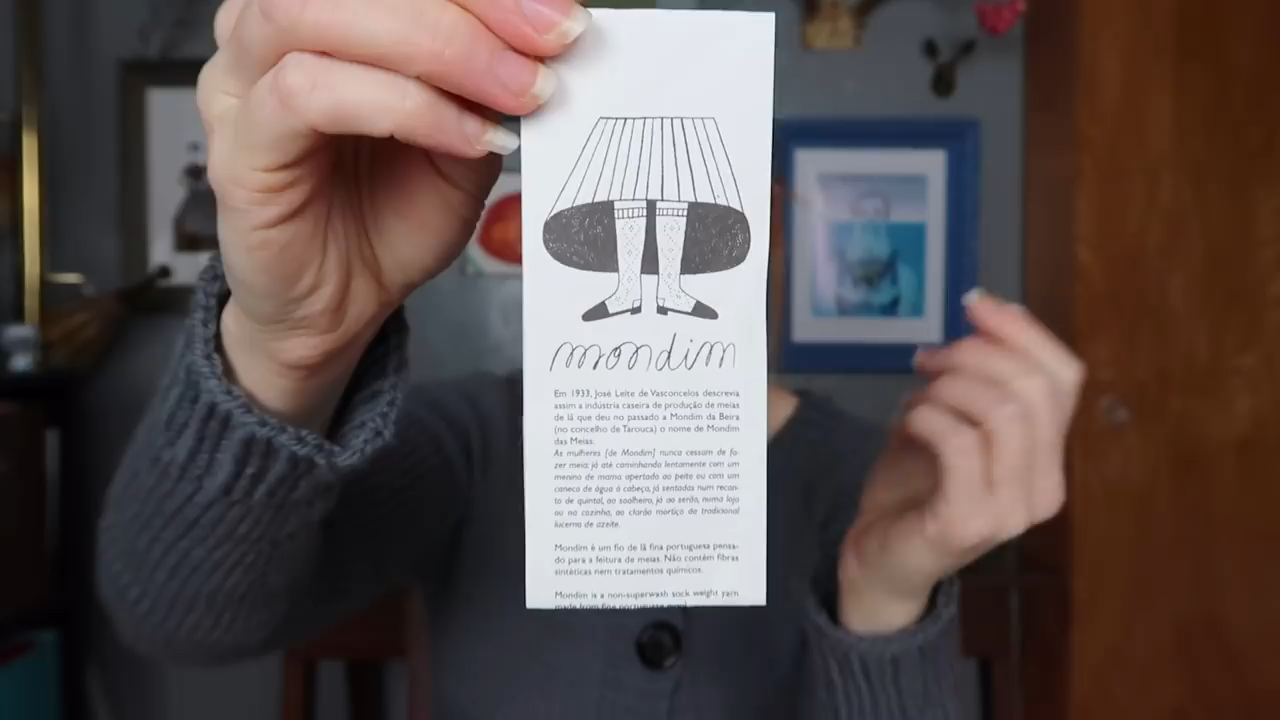 mondim
Em 1933, José Leite de Vasconcelos descrevia
assim a indústria caseira de produção de meias
de lã que deu no passado a Mondim da Beira
(no concelho de Tarouca) o nome de Mondim
das Meias.
As mulheres [de Mondim] nunca cessam de fa-
zer meia: já até caminhando lentamente com um
menino de mama apertado ao peito ou com um
caneco de água à cabeça, já sentadas num recan-
to de quintal, ao soalheiro, já ao serão, numa loja
ou na cozinha, ao clarão mortiço da tradicional
lucerna de azeite.
Mondim é um fio de lã fina portuguesa pensa-
do para a feitura de meias. Não contém fibras
sintéticas nem tratamentos químicos.
Mondim is a non-superwash sock weight yarn
made from fine portuguese wool